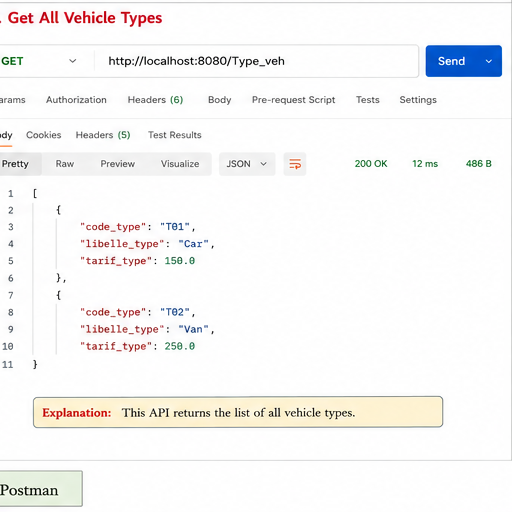 . Get All Vehicle Types
GET http://localhost:8080/Type_veh Send
arams Authorization Headers (6) Body Pre-request Script Tests Settings
ody Cookies Headers (5) Test Results
Pretty Raw Preview Visualize JSON 200 OK 12 ms 486 B
1 [
2 {
3 "code_type": "T01",
4 "libelle_type": "Car",
5 "tarif_type": 150.0
6 },
7 {
8 "code_type": "T02",
9 "libelle_type": "Van",
10 "tarif_type": 250.0
11 }
Explanation: This API returns the list of all vehicle types.
Postman